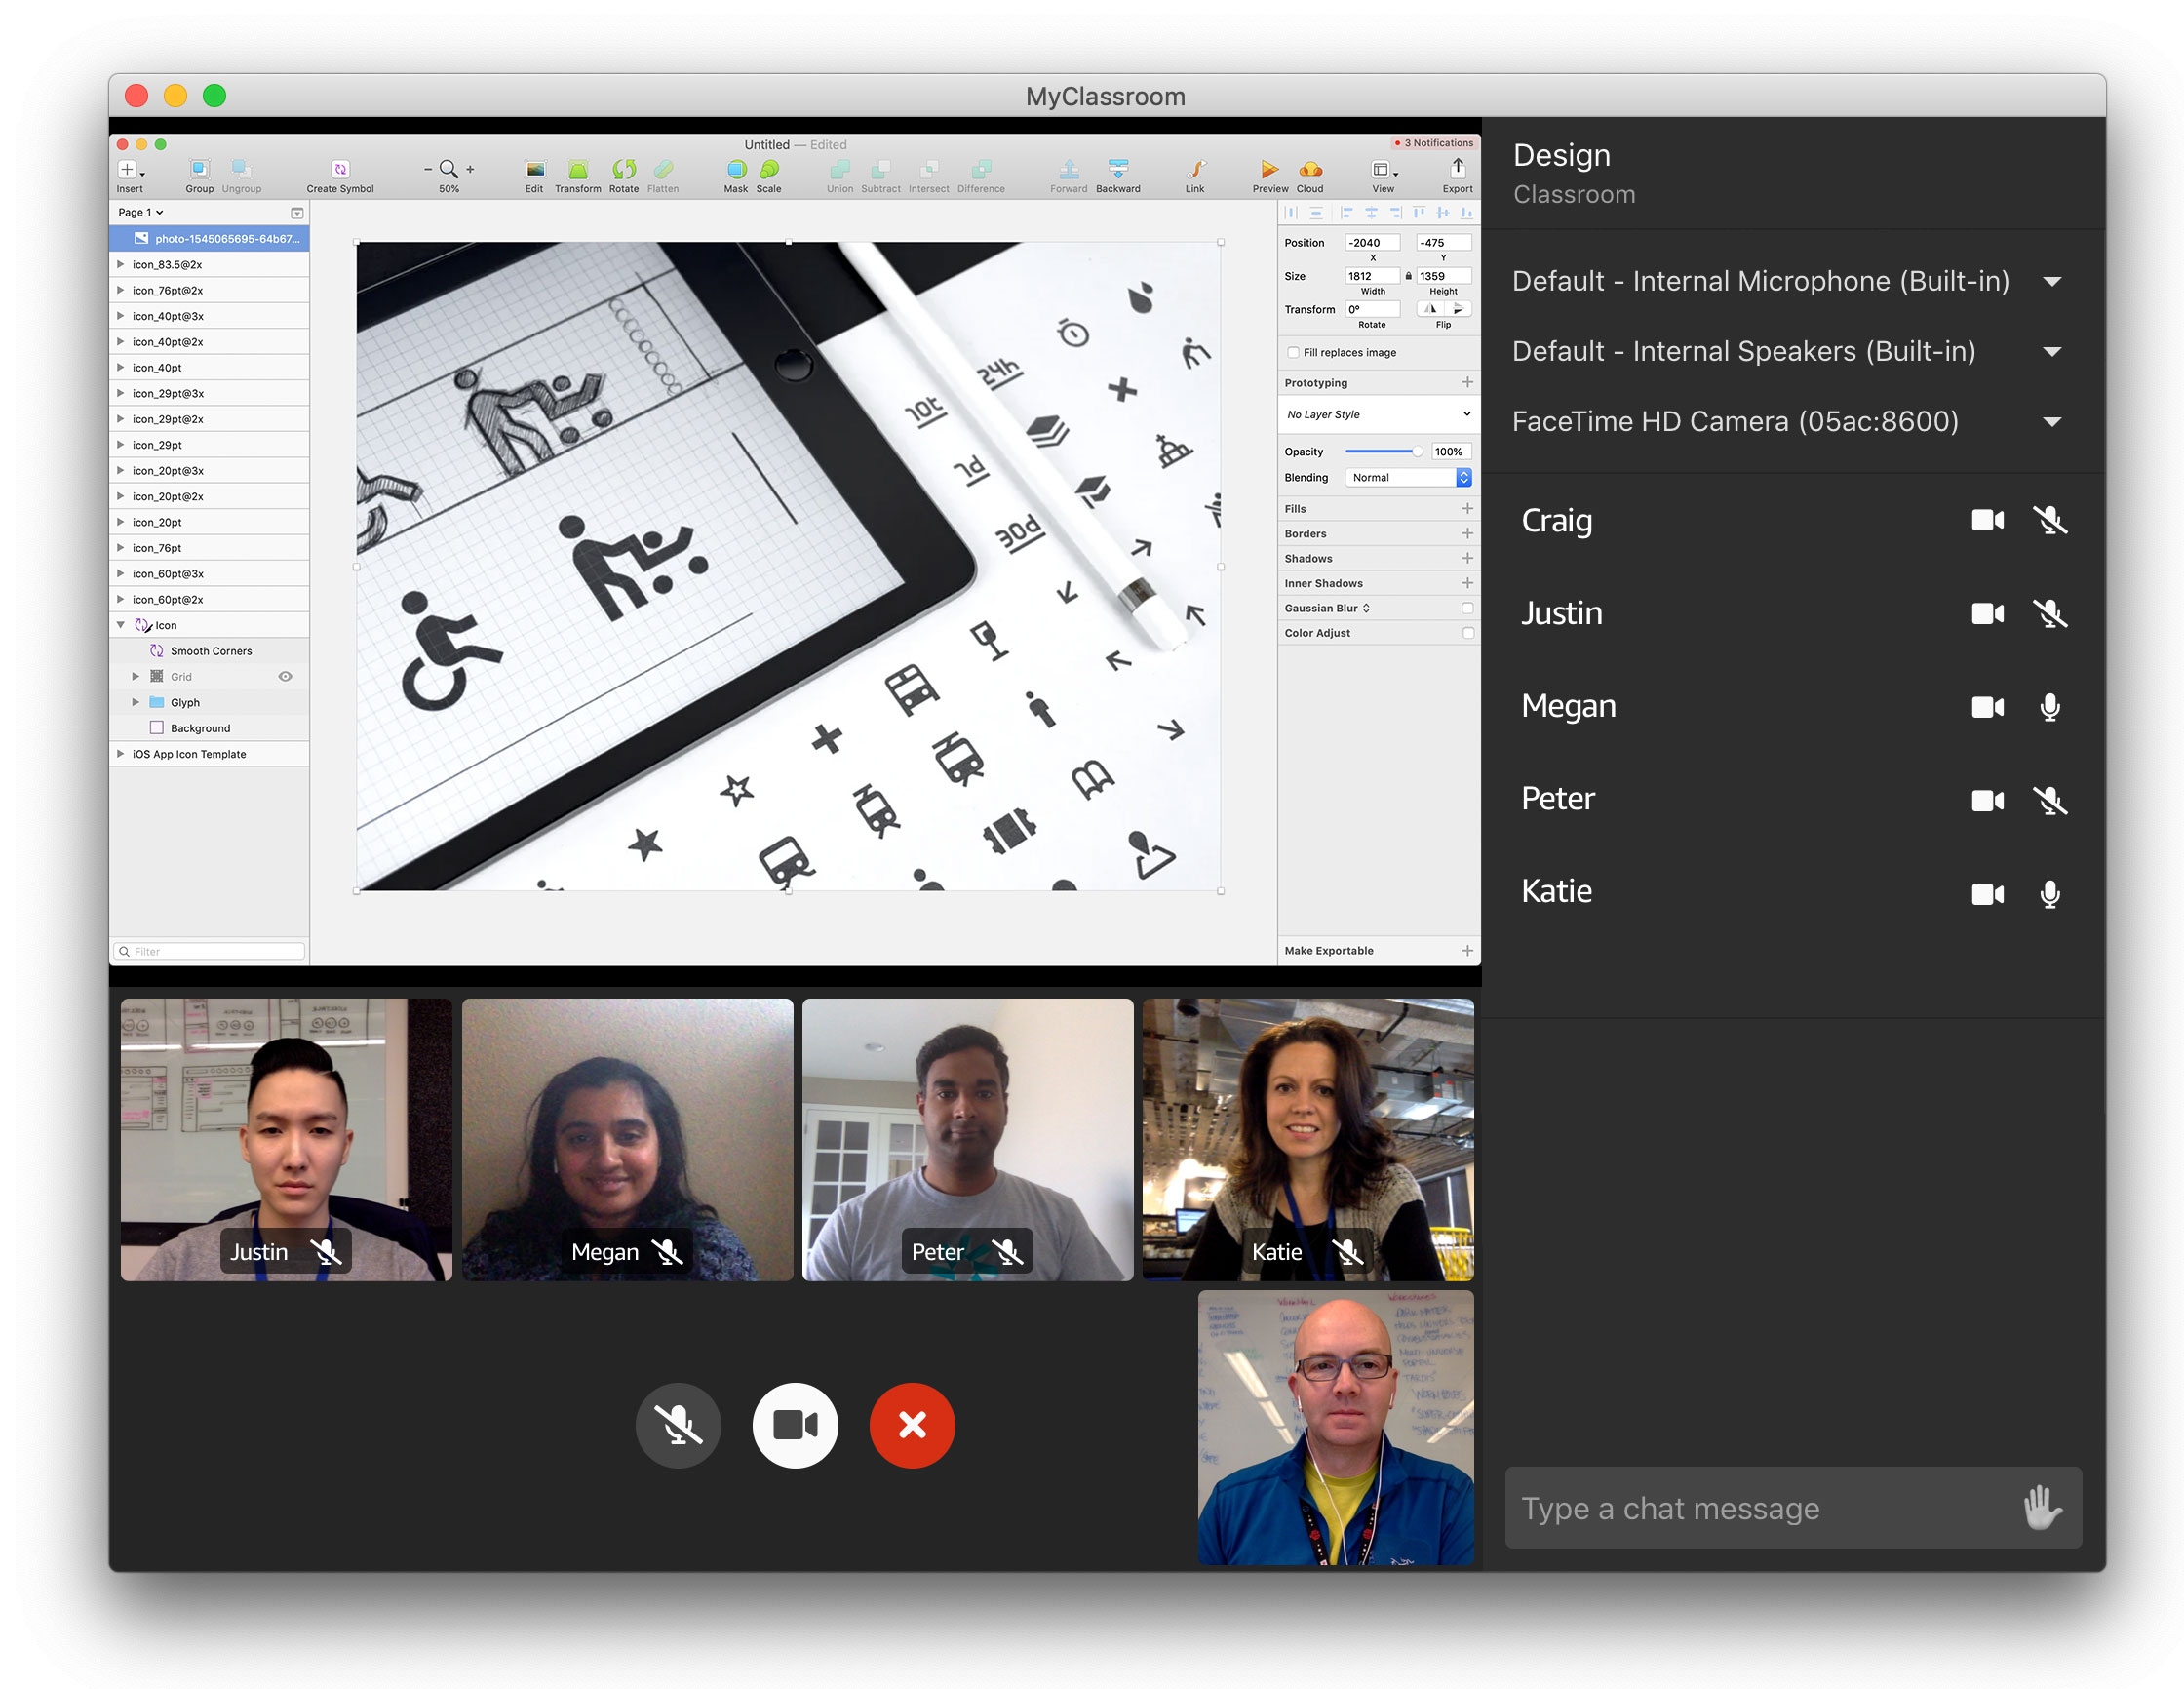 MyClassroom
Untitled — Edited
3 Notifications
Insert
Group
Ungroup
Create Symbol
50%
Edit
Transform
Rotate
Flatten
Mask
Scale
Union
Subtract
Intersect
Difference
Forward
Backward
Link
Preview
Cloud
View
Export
Page 1
photo-1545065695-64b67...
icon_83.5@2x
icon_76pt@2x
icon_40pt@3x
icon_40pt@2x
icon_40pt
icon_29pt@3x
icon_29pt@2x
icon_29pt
icon_20pt@3x
icon_20pt@2x
icon_20pt
icon_76pt
icon_60pt@3x
icon_60pt@2x
Icon
Smooth Corners
Grid
Glyph
Background
iOS App Icon Template
Filter
24h
10t
7d
30d
Position -2040 -475
X Y
Size 1812 1359
Width Height
Transform 0°
Rotate Flip
Fill replaces image
Prototyping
No Layer Style
Opacity 100%
Blending Normal
Fills
Borders
Shadows
Inner Shadows
Gaussian Blur
Color Adjust
Make Exportable
Design
Classroom
Default - Internal Microphone (Built-in)
Default - Internal Speakers (Built-in)
FaceTime HD Camera (05ac:8600)
Craig
Justin
Megan
Peter
Katie
Justin
Megan
Peter
Katie
Type a chat message